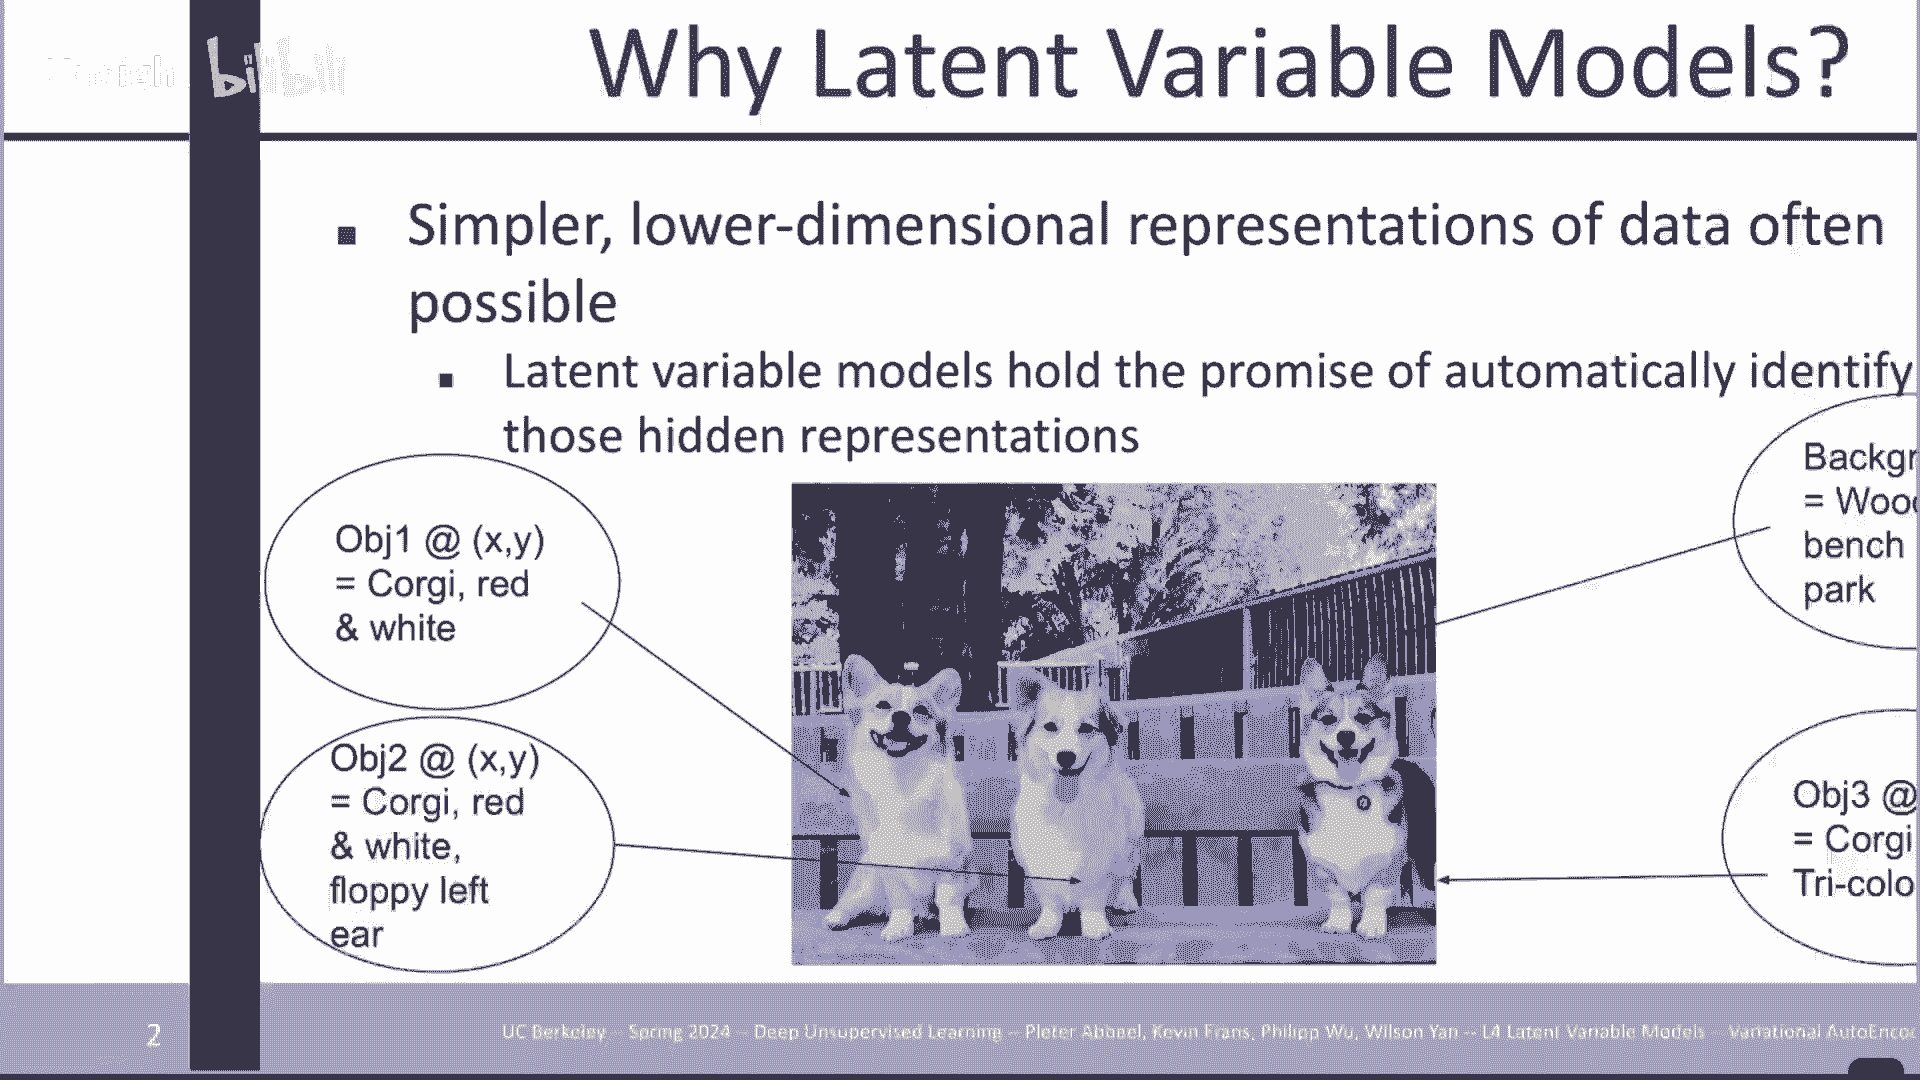 bilibili
Why Latent Variable Models?
▪ Simpler, lower-dimensional representations of data often
possible
▪ Latent variable models hold the promise of automatically identify
those hidden representations
Obj1 @ (x,y)
= Corgi, red
& white
Obj2 @ (x,y)
= Corgi, red
& white,
floppy left
ear
Backgr
= Wood
bench
park
Obj3 @
= Corgi
Tri-colo
2
UC Berkeley -- Spring 2024 -- Deep Unsupervised Learning -- Pieter Abbeel, Kevin Frans, Philipp Wu, Wilson Yan -- L4 Latent Variable Models -- Variational AutoEncod